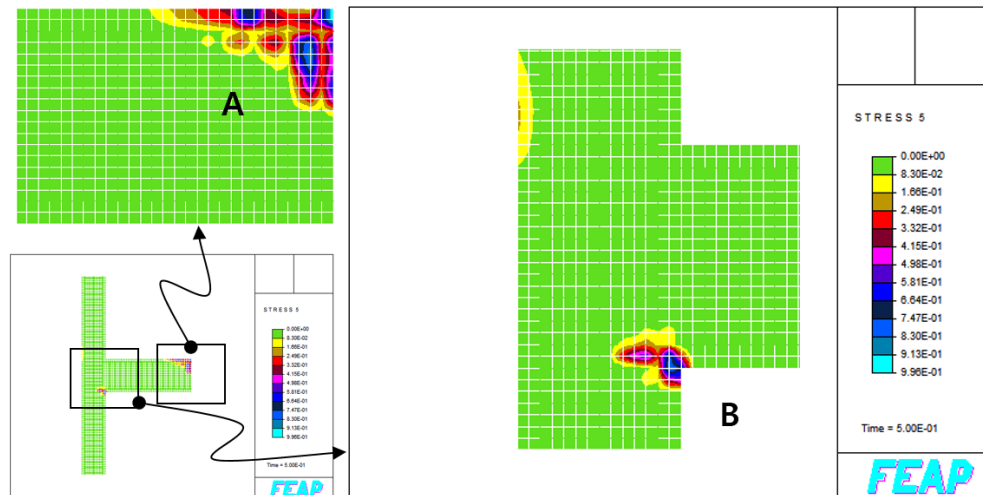 A
STRESS 5
0.00E+00
8.30E-02
1.66E-01
2.49E-01
3.32E-01
4.15E-01
4.98E-01
5.81E-01
6.64E-01
7.47E-01
8.30E-01
9.13E-01
9.96E-01
Time = 5.00E-01
FEAP
B
STRESS 5
0.00E+00
8.30E-02
1.66E-01
2.49E-01
3.32E-01
4.15E-01
4.98E-01
5.81E-01
6.64E-01
7.47E-01
8.30E-01
9.13E-01
9.96E-01
Time = 5.00E-01
FEAP